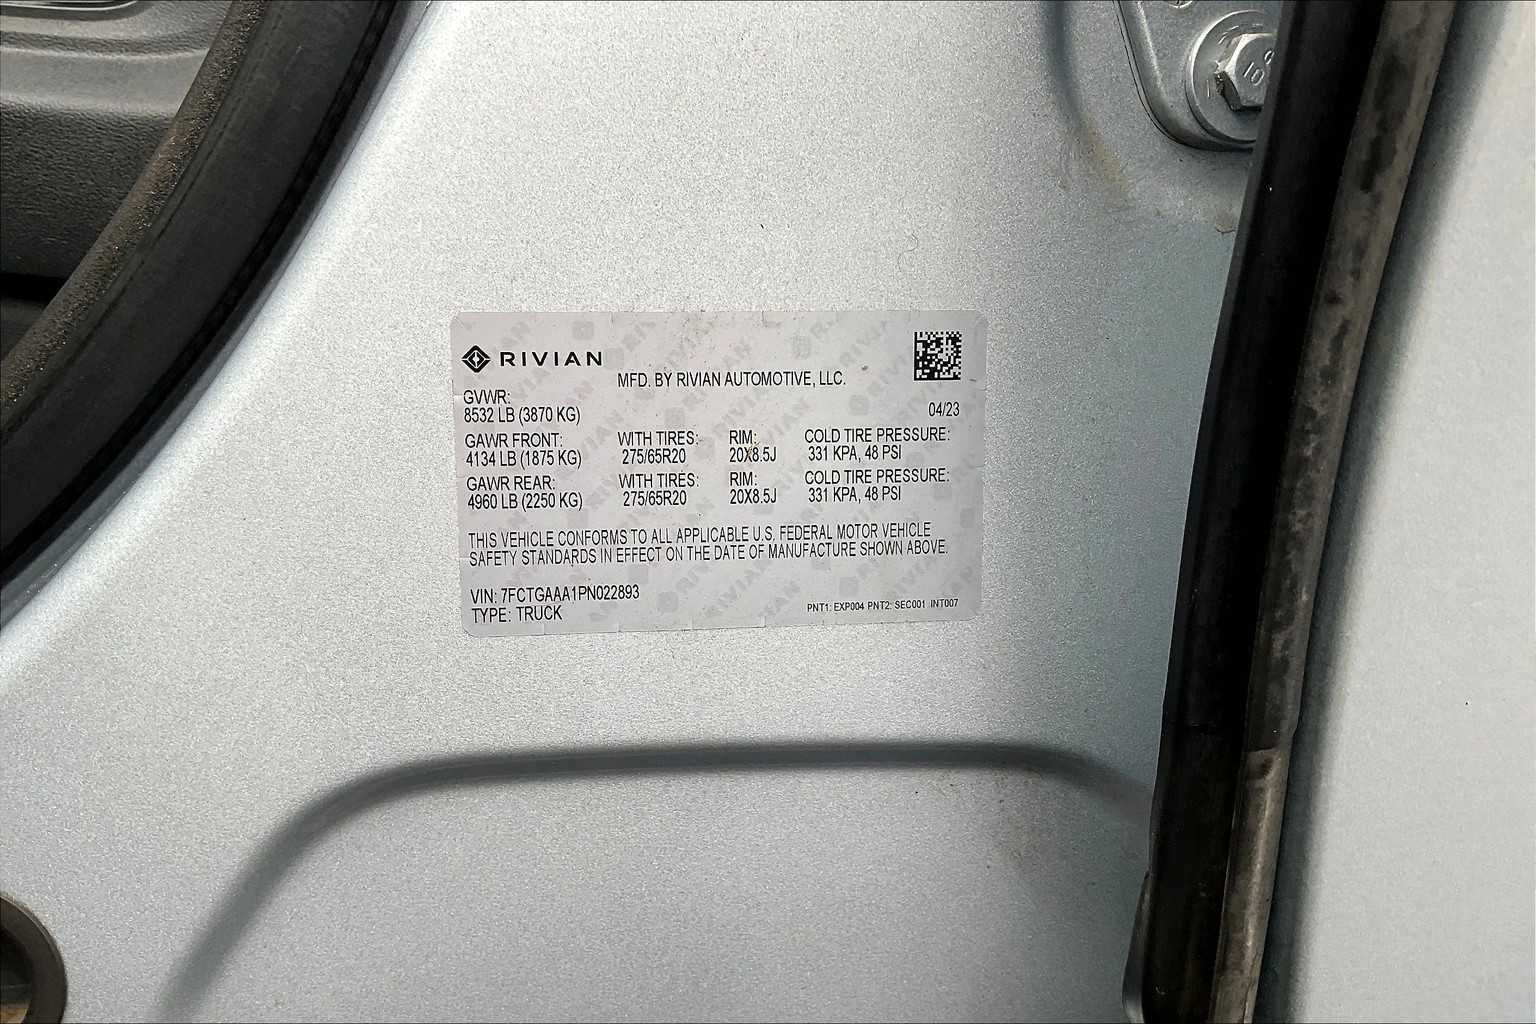 RIVIAN
MFD. BY RIVIAN AUTOMOTIVE, LLC.
GVWR:
8532 LB (3870 KG)
04/23
GAWR FRONT: WITH TIRES: RIM: COLD TIRE PRESSURE:
4134 LB (1875 KG) 275/65R20 20X8.5J 331 KPA, 48 PSI
GAWR REAR: WITH TIRES: RIM: COLD TIRE PRESSURE:
4960 LB (2250 KG) 275/65R20 20X8.5J 331 KPA, 48 PSI
THIS VEHICLE CONFORMS TO ALL APPLICABLE U.S. FEDERAL MOTOR VEHICLE
SAFETY STANDARDS IN EFFECT ON THE DATE OF MANUFACTURE SHOWN ABOVE.
VIN: 7FCTGAAA1PN022893
TYPE: TRUCK
PNT1: EXP004 PNT2: SEC001 INT007